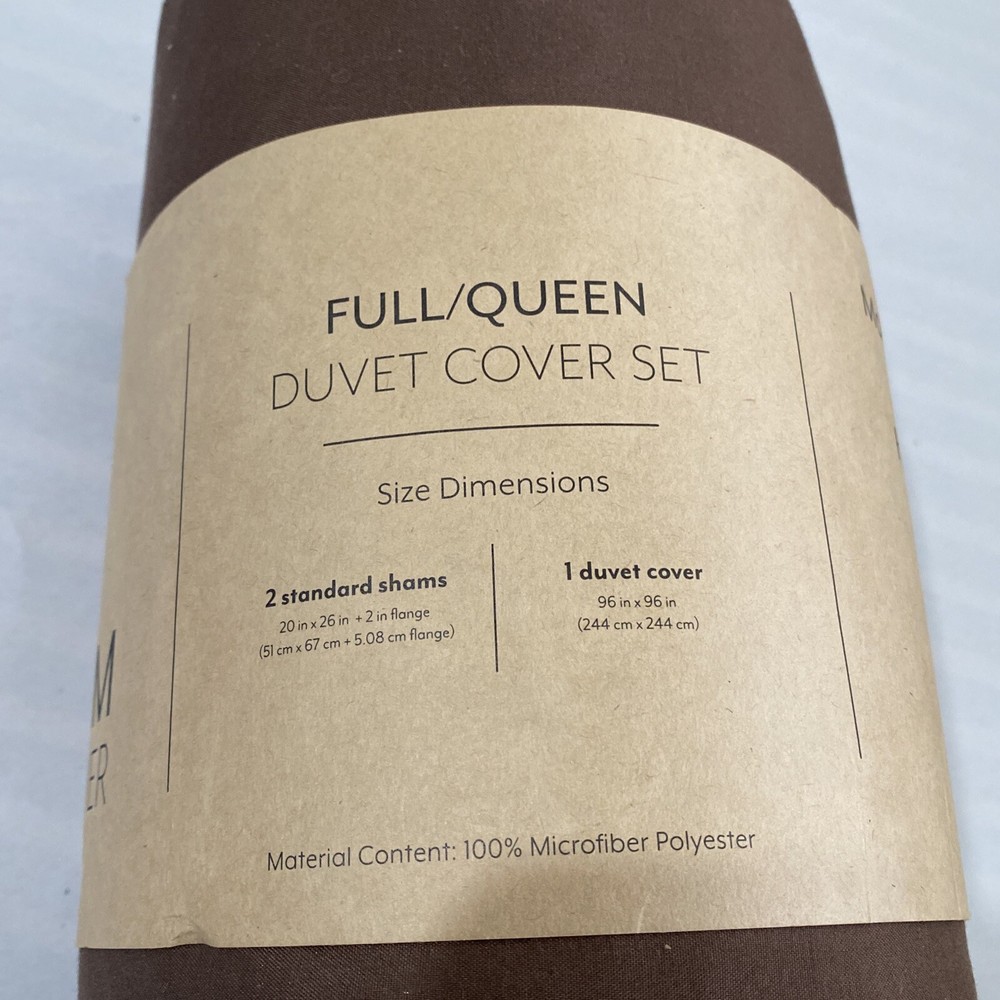 FULL/QUEEN
DUVET COVER SET
Size Dimensions
2 standard shams
20 in x 26 in + 2 in flange
(51 cm x 67 cm + 5.08 cm flange)
1 duvet cover
96 in x 96 in
(244 cm x 244 cm)
Material Content: 100% Microfiber Polyester
M
ER